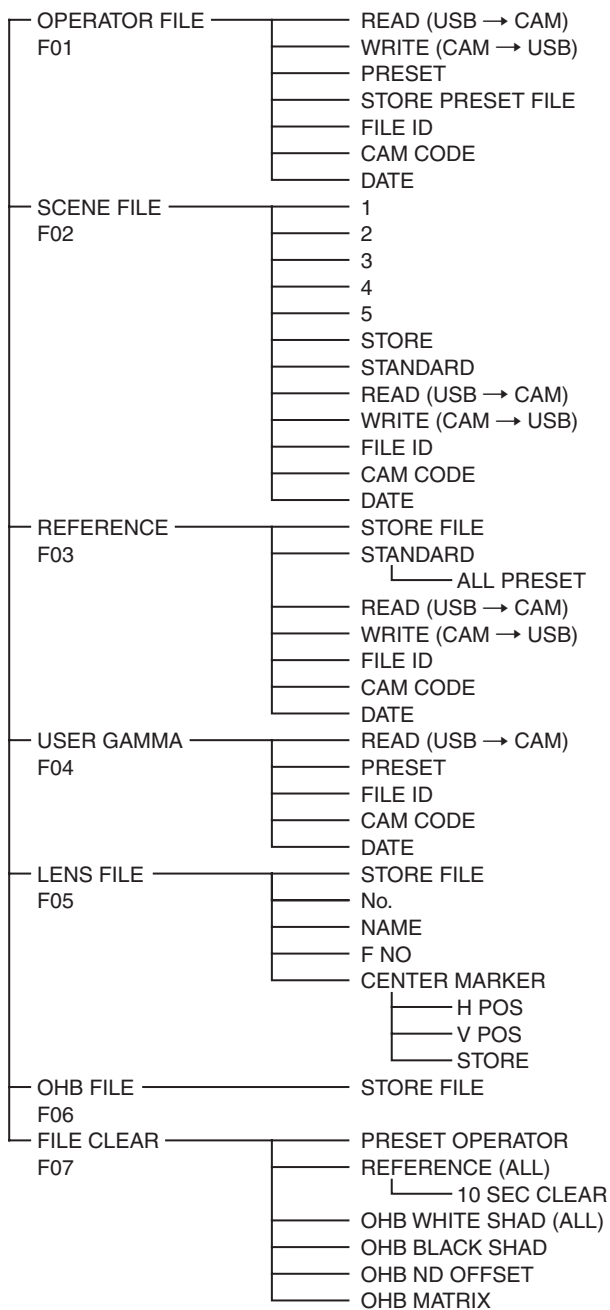 OPERATOR FILE
F01
READ (USB → CAM)
WRITE (CAM → USB)
PRESET
STORE PRESET FILE
FILE ID
CAM CODE
DATE
SCENE FILE
F02
1
2
3
4
5
STORE
STANDARD
READ (USB → CAM)
WRITE (CAM → USB)
FILE ID
CAM CODE
DATE
REFERENCE
F03
STORE FILE
STANDARD
ALL PRESET
READ (USB → CAM)
WRITE (CAM → USB)
FILE ID
CAM CODE
DATE
USER GAMMA
F04
READ (USB → CAM)
PRESET
FILE ID
CAM CODE
DATE
LENS FILE
F05
STORE FILE
No.
NAME
F NO
CENTER MARKER
H POS
V POS
STORE
OHB FILE
F06
STORE FILE
FILE CLEAR
F07
PRESET OPERATOR
REFERENCE (ALL)
10 SEC CLEAR
OHB WHITE SHAD (ALL)
OHB BLACK SHAD
OHB ND OFFSET
OHB MATRIX